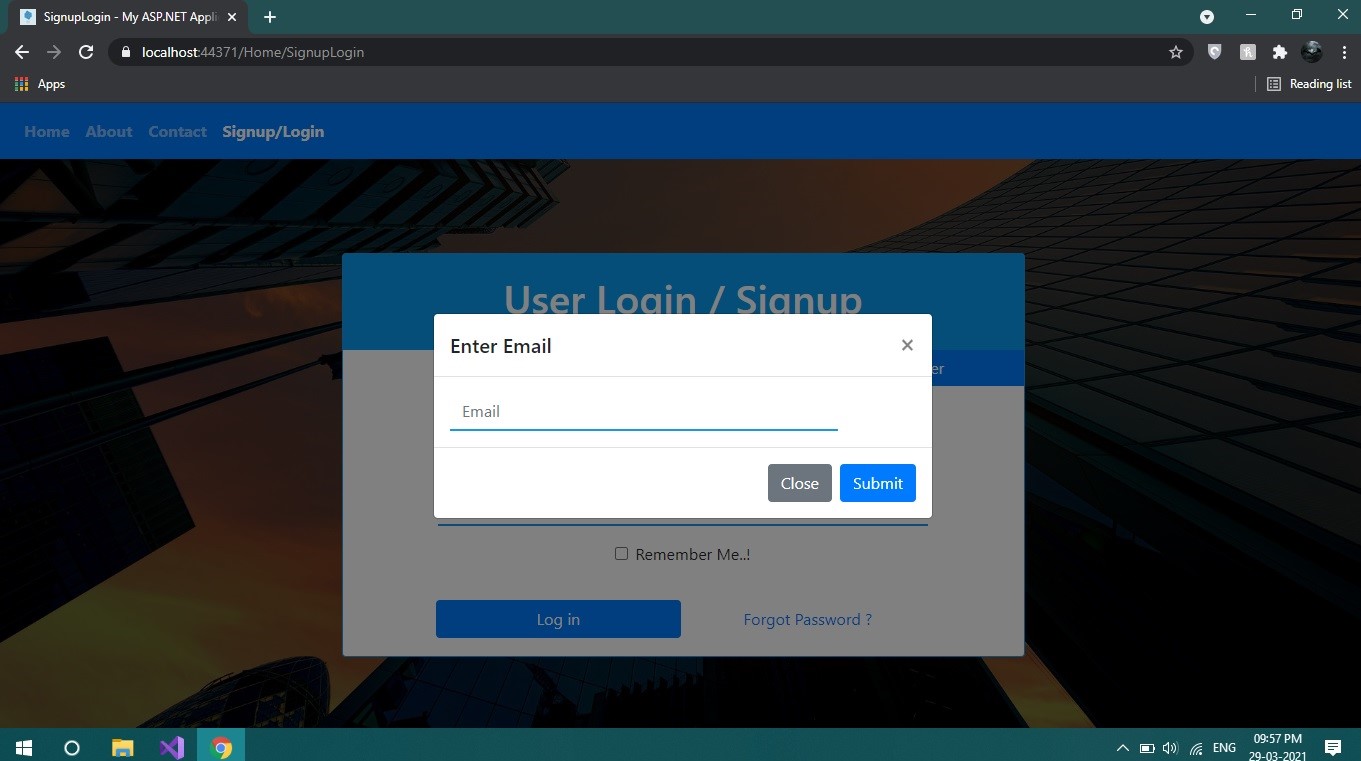 SignupLogin - My ASP.NET Appli
localhost:44371/Home/SignupLogin
Apps
Reading list
Home About Contact Signup/Login
User Login / Signup
er
Enter Email
×
Email
Close Submit
Remember Me..!
Log in Forgot Password ?
ENG
09:57 PM
29-03-2021